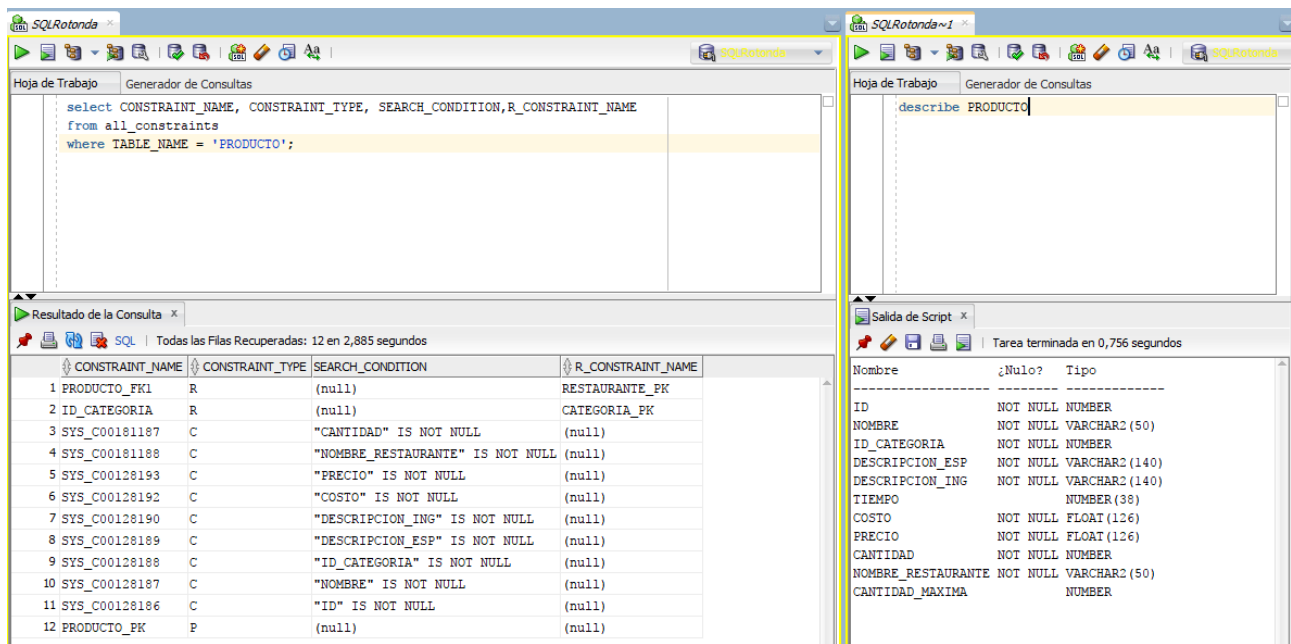 SQLRotonda
SQLRotonda
Hoja de Trabajo Generador de Consultas
select CONSTRAINT_NAME, CONSTRAINT_TYPE, SEARCH_CONDITION,R_CONSTRAINT_NAME
from all_constraints
where TABLE_NAME = 'PRODUCTO';
Resultado de la Consulta x
SQL | Todas las Filas Recuperadas: 12 en 2,885 segundos
CONSTRAINT_NAME CONSTRAINT_TYPE SEARCH_CONDITION R_CONSTRAINT_NAME
1 PRODUCTO_FK1 R (null) RESTAURANTE_PK
2 ID_CATEGORIA R (null) CATEGORIA_PK
3 SYS_C00181187 C "CANTIDAD" IS NOT NULL (null)
4 SYS_C00181188 C "NOMBRE_RESTAURANTE" IS NOT NULL (null)
5 SYS_C00128193 C "PRECIO" IS NOT NULL (null)
6 SYS_C00128192 C "COSTO" IS NOT NULL (null)
7 SYS_C00128190 C "DESCRIPCION_ING" IS NOT NULL (null)
8 SYS_C00128189 C "DESCRIPCION_ESP" IS NOT NULL (null)
9 SYS_C00128188 C "ID_CATEGORIA" IS NOT NULL (null)
10 SYS_C00128187 C "NOMBRE" IS NOT NULL (null)
11 SYS_C00128186 C "ID" IS NOT NULL (null)
12 PRODUCTO_PK P (null) (null)
SQLRotonda~1
SQLRotonda
Hoja de Trabajo Generador de Consultas
describe PRODUCTO
Salida de Script x
Tarea terminada en 0,756 segundos
Nombre ¿Nulo? Tipo
------------------ -------- -------------
ID NOT NULL NUMBER
NOMBRE NOT NULL VARCHAR2(50)
ID_CATEGORIA NOT NULL NUMBER
DESCRIPCION_ESP NOT NULL VARCHAR2(140)
DESCRIPCION_ING NOT NULL VARCHAR2(140)
TIEMPO NUMBER(38)
COSTO NOT NULL FLOAT(126)
PRECIO NOT NULL FLOAT(126)
CANTIDAD NOT NULL NUMBER
NOMBRE_RESTAURANTE NOT NULL VARCHAR2(50)
CANTIDAD_MAXIMA NUMBER